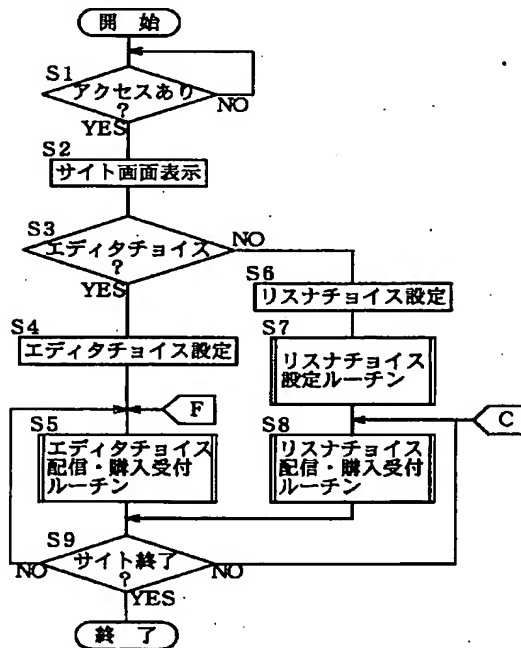 開 始
S1
アクセスあり
?
NO
YES
S2
サイト画面表示
S3
エディタチョイス
?
NO
YES
S6
リスナチョイス設定
S4
エディタチョイス設定
S7
リスナチョイス
設定ルーチン
F
C
S5
エディタチョイス
配信・購入受付
ルーチン
S8
リスナチョイス
配信・購入受付
ルーチン
S9
サイト終了
?
NO
NO
YES
終 了